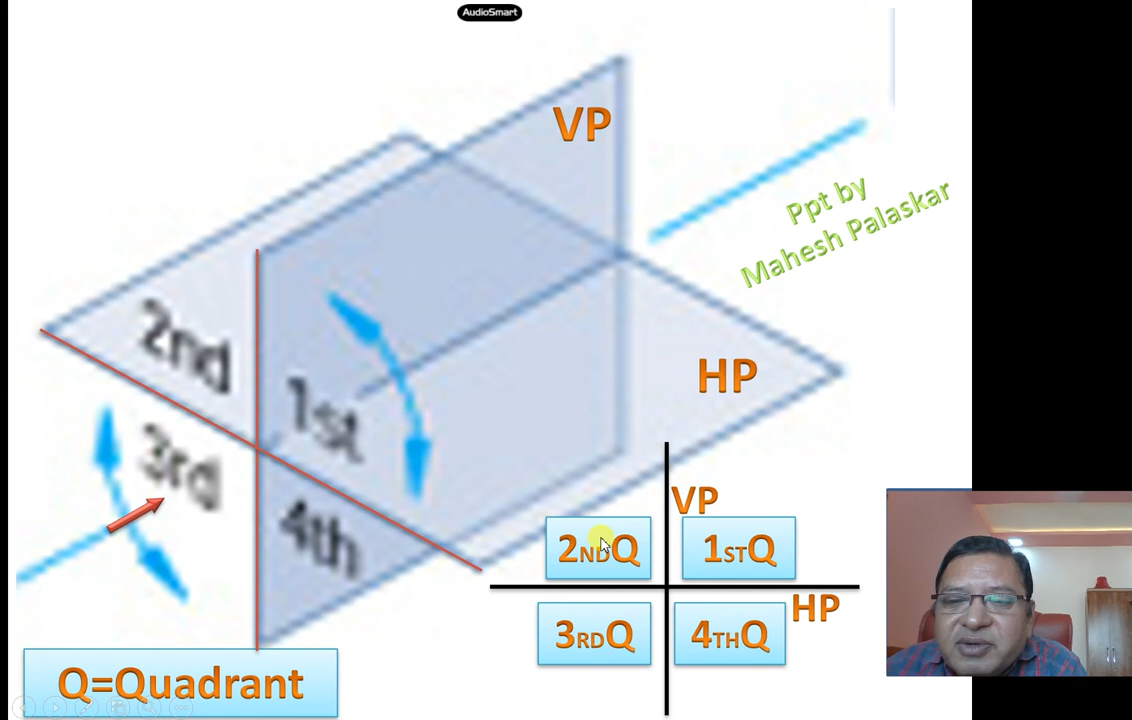 AudioSmart
VP
Ppt by
Mahesh Palaskar
2nd
1st
HP
3rd
4th
VP
2NDQ
1STQ
HP
3RDQ
4THQ
Q=Quadrant